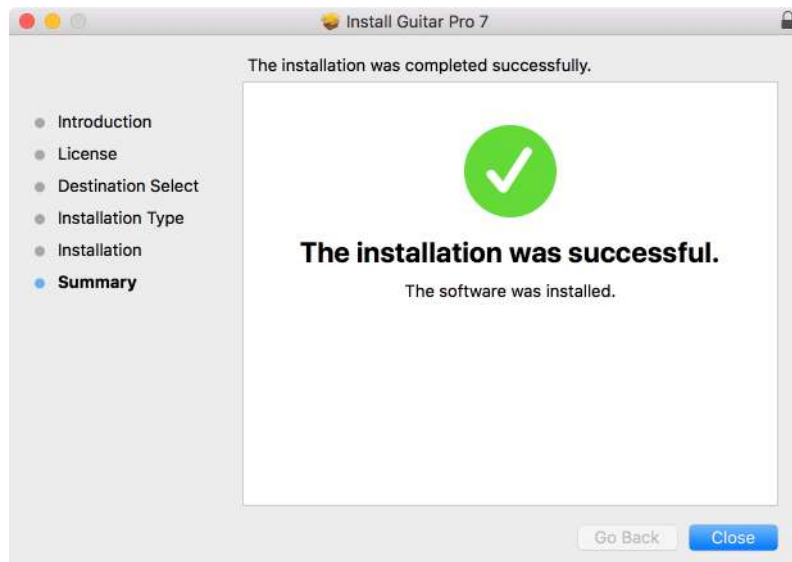 Install Guitar Pro 7
The installation was completed successfully.
Introduction
License
Destination Select
Installation Type
Installation
Summary
The installation was successful.
The software was installed.
Go Back
Close